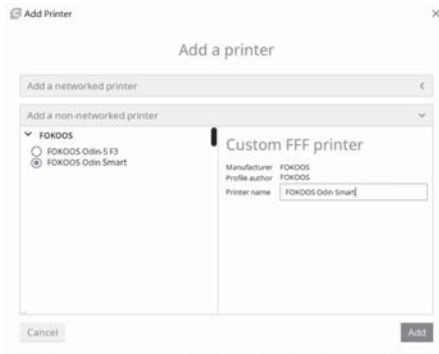 Add Printer
Add a printer
Add a networked printer
Add a non-networked printer
FOKOOS
FOKOOS Odin-5 F3
FOKOOS Odin Smart
Custom FFF printer
Manufacturer FOKOOS
Profile author FOKOOS
Printer name FOKOOS Odin Smart
Cancel
Add